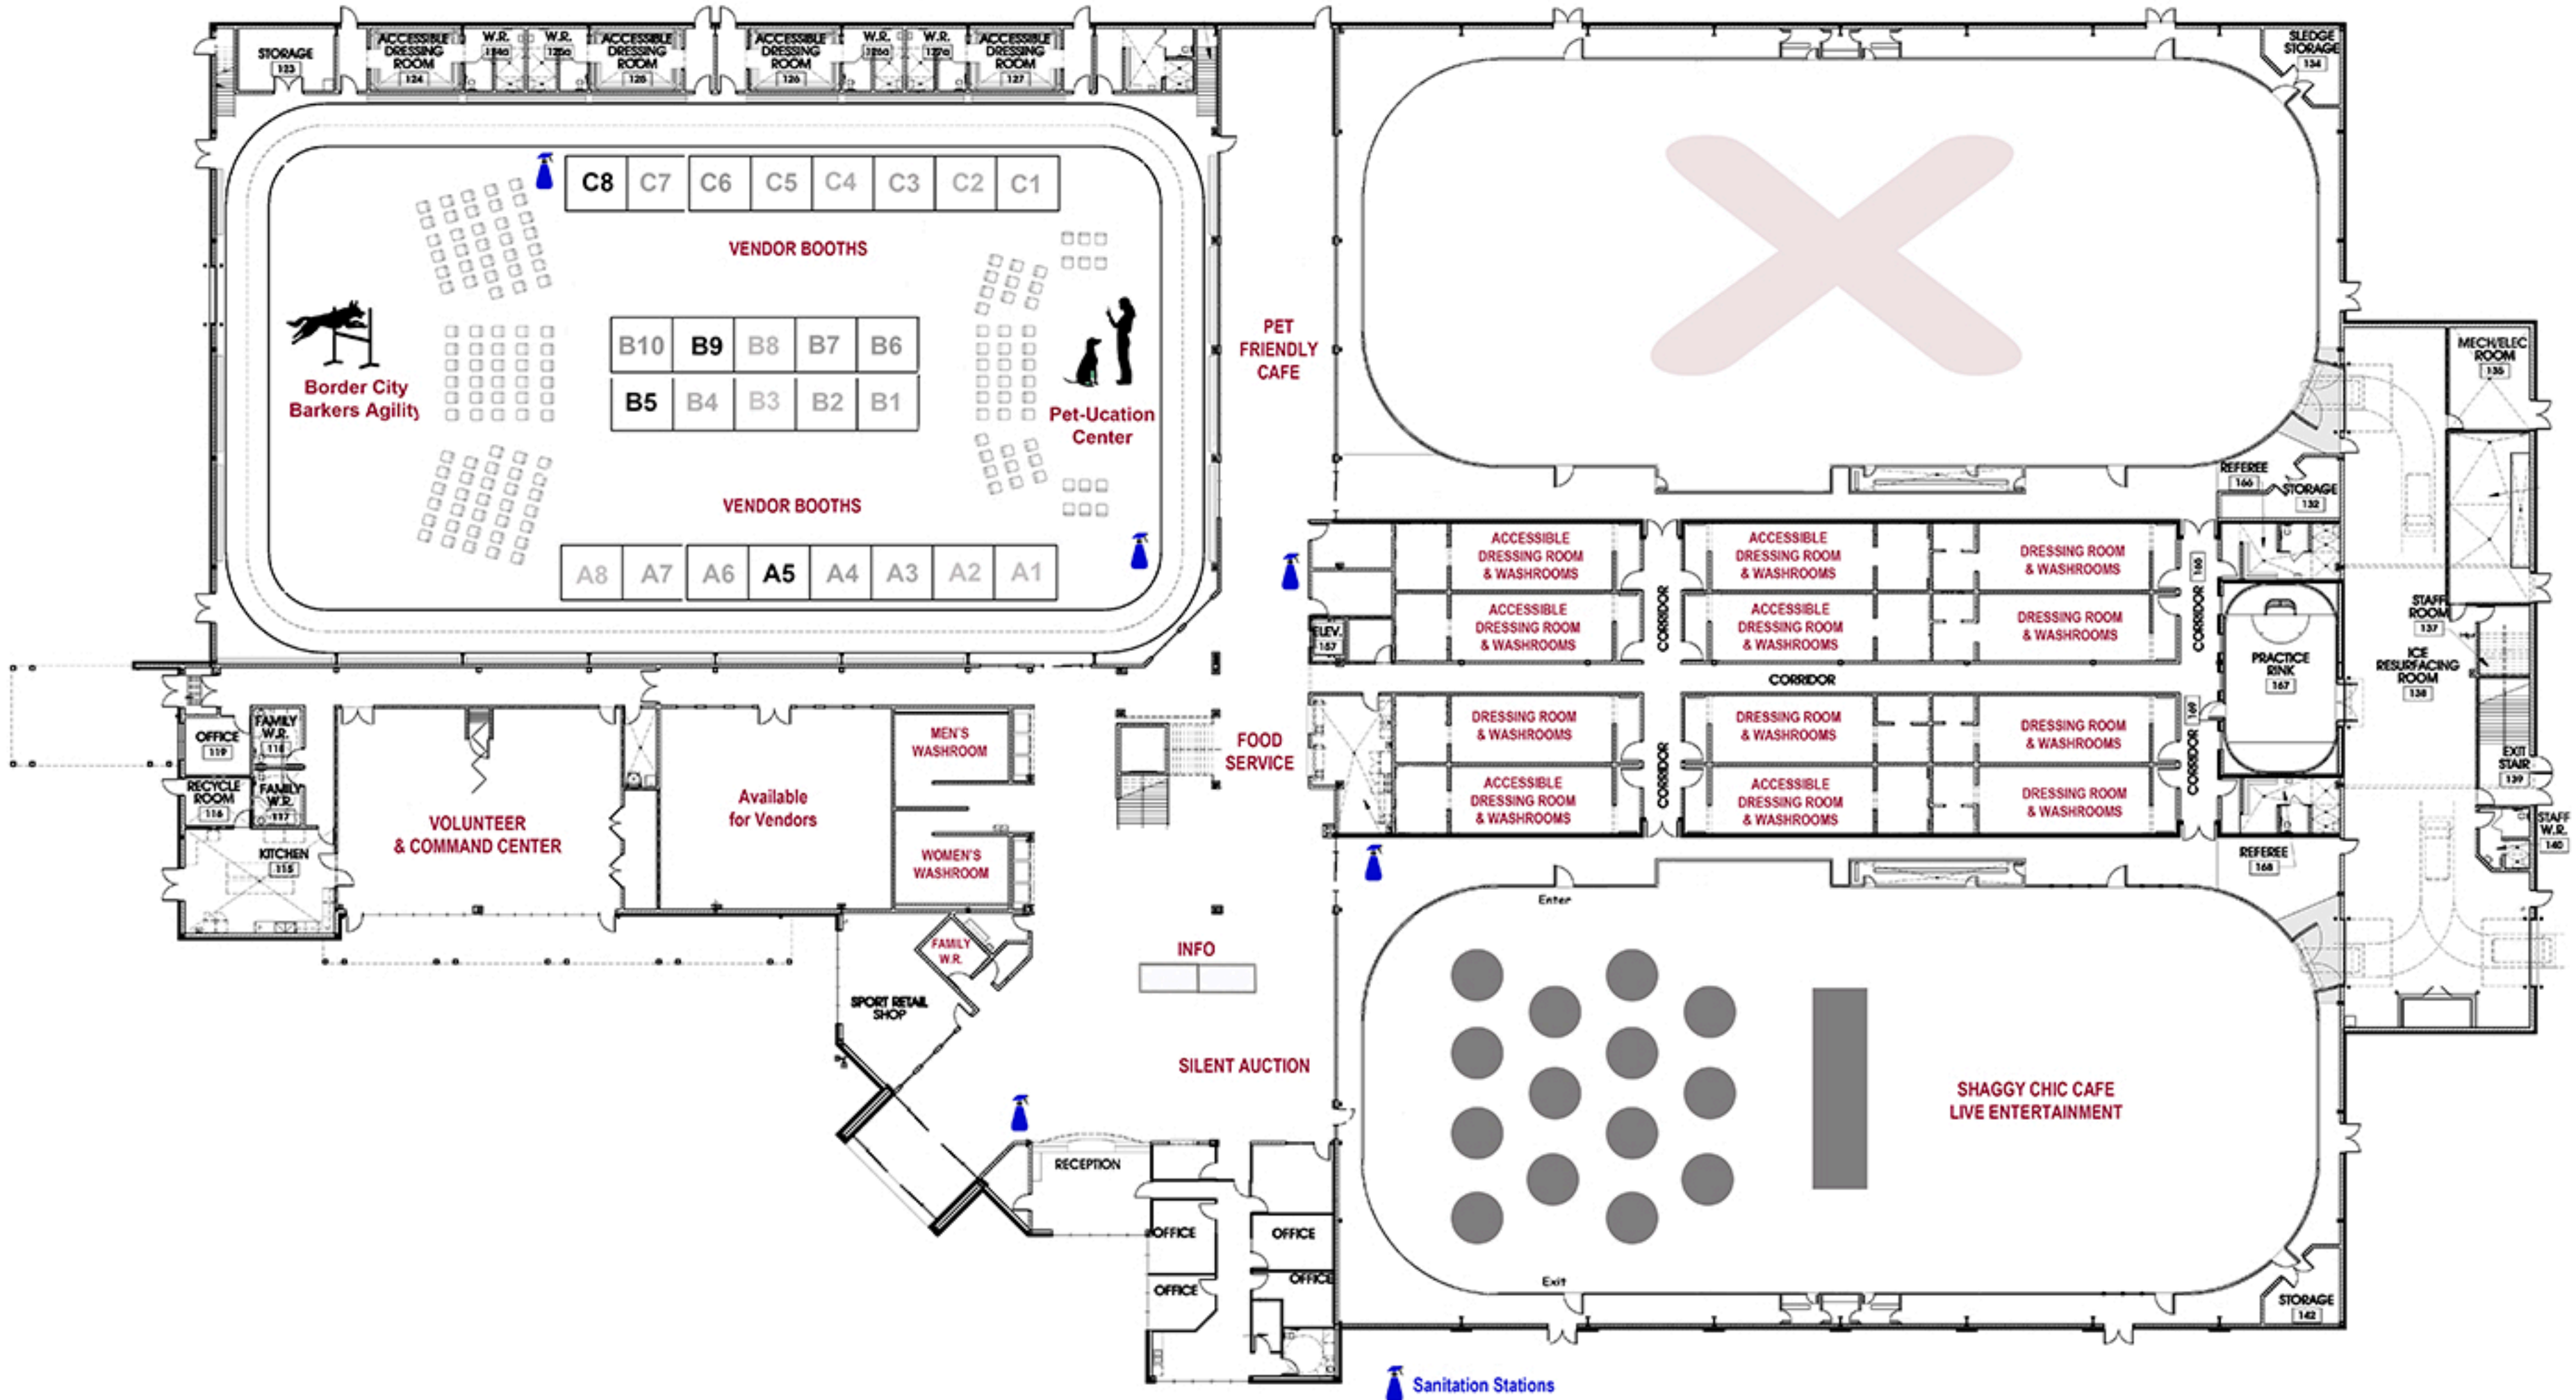 STORAGE
123
ACCESSIBLE
DRESSING
ROOM
124
W.R.
124a
W.R.
125a
ACCESSIBLE
DRESSING
ROOM
125
ACCESSIBLE
DRESSING
ROOM
126
W.R.
126a
W.R.
127a
ACCESSIBLE
DRESSING
ROOM
127
SLEDGE
STORAGE
134
C8 C7 C6 C5 C4 C3 C2 C1
VENDOR BOOTHS
B10 B9 B8 B7 B6
B5 B4 B3 B2 B1
Border City
Barkers Agility
Pet-Ucation
Center
VENDOR BOOTHS
A8 A7 A6 A5 A4 A3 A2 A1
PET
FRIENDLY
CAFE
MECH/ELEC
ROOM
135
REFEREE
166
STORAGE
132
ACCESSIBLE
DRESSING ROOM
& WASHROOMS
ACCESSIBLE
DRESSING ROOM
& WASHROOMS
DRESSING ROOM
& WASHROOMS
ACCESSIBLE
DRESSING ROOM
& WASHROOMS
ACCESSIBLE
DRESSING ROOM
& WASHROOMS
DRESSING ROOM
& WASHROOMS
CORRIDOR
CORRIDOR
165
ELEV.
157
CORRIDOR
PRACTICE
RINK
167
STAFF
ROOM
137
ICE
RESURFACING
ROOM
138
DRESSING ROOM
& WASHROOMS
DRESSING ROOM
& WASHROOMS
DRESSING ROOM
& WASHROOMS
ACCESSIBLE
DRESSING ROOM
& WASHROOMS
ACCESSIBLE
DRESSING ROOM
& WASHROOMS
DRESSING ROOM
& WASHROOMS
CORRIDOR
CORRIDOR
169
EXIT
STAIR
139
STAFF
W.R.
140
REFEREE
168
OFFICE
119
FAMILY
W.R.
118
RECYCLE
ROOM
116
FAMILY
W.R.
117
KITCHEN
115
VOLUNTEER
& COMMAND CENTER
Available
for Vendors
MEN'S
WASHROOM
WOMEN'S
WASHROOM
FOOD
SERVICE
FAMILY
W.R.
SPORT RETAIL
SHOP
INFO
SILENT AUCTION
Enter
SHAGGY CHIC CAFE
LIVE ENTERTAINMENT
Exit
RECEPTION
OFFICE
OFFICE
OFFICE
OFFICE
STORAGE
142
Sanitation Stations